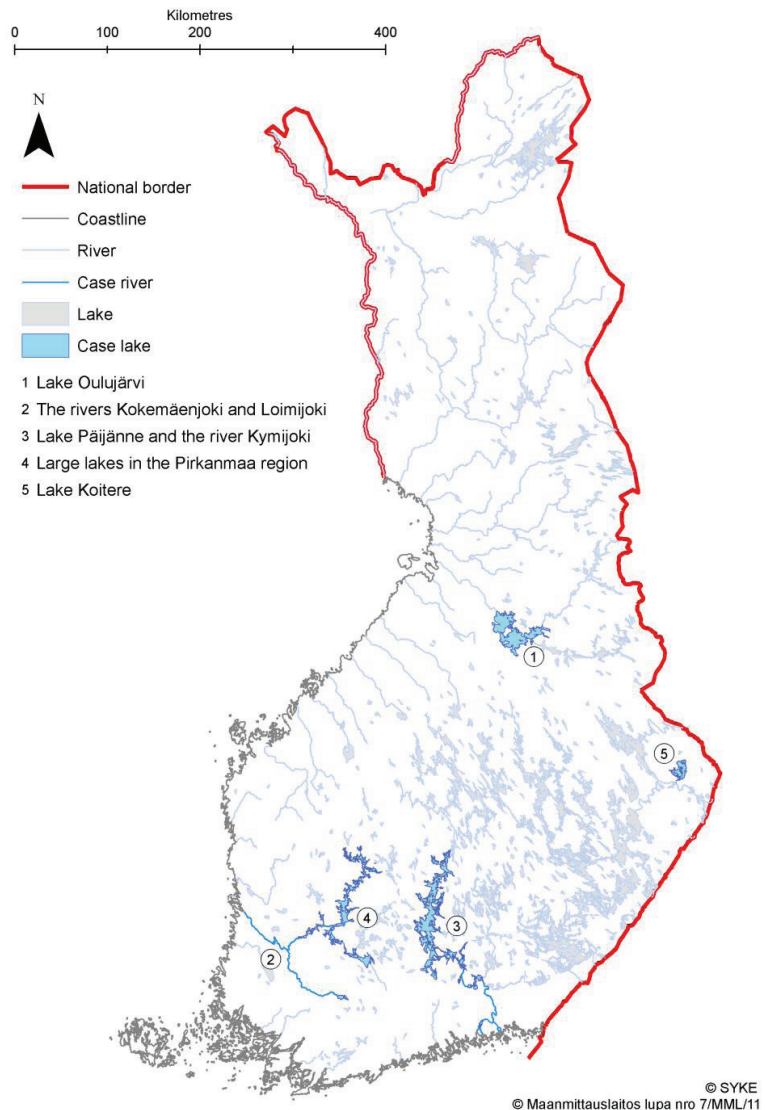 Kilometres
0 100 200 400
N
National border
Coastline
River
Case river
Lake
Case lake
1 Lake Oulujärvi
2 The rivers Kokemäenjoki and Loimijoki
3 Lake Päijänne and the river Kymijoki
4 Large lakes in the Pirkanmaa region
5 Lake Koitere
1
5
4
3
2
© SYKE
© Maanmittauslaitos lupa nro 7/MML/11